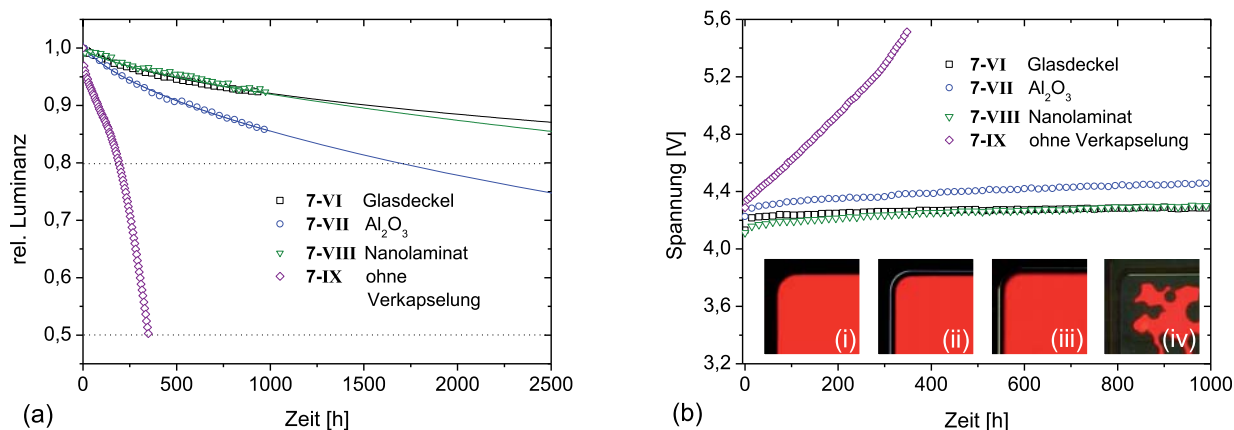 rel. Luminanz
1,0
0,9
0,8
0,7
0,6
0,5
7-VI Glasdeckel
7-VII Al₂O₃
7-VIII Nanolaminat
7-IX ohne
Verkapselung
0 500 1000 1500 2000 2500
Zeit [h]
(a)
Spannung [V]
5,6
5,2
4,8
4,4
4,0
3,6
3,2
7-VI Glasdeckel
7-VII Al₂O₃
7-VIII Nanolaminat
7-IX ohne Verkapselung
(i) (ii) (iii) (iv)
0 200 400 600 800 1000
Zeit [h]
(b)